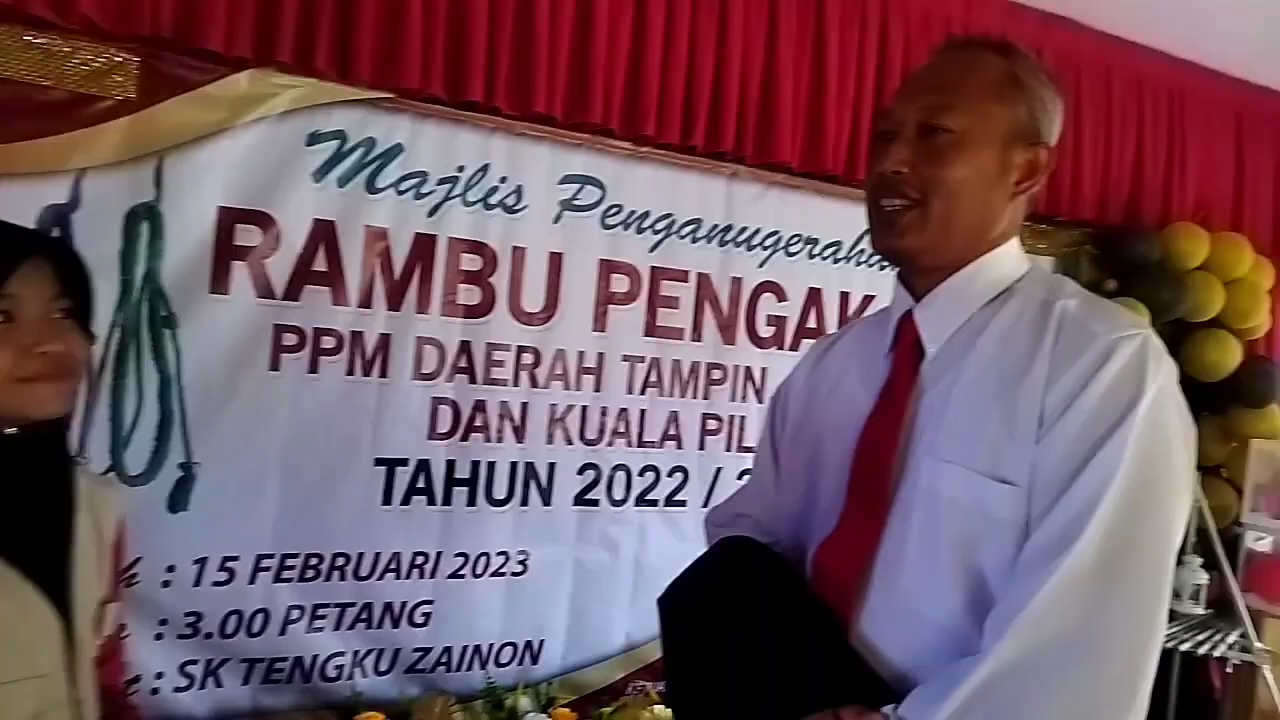 Majlis Penganugerahan
RAMBU PENGAK
PPM DAERAH TAMPIN
DAN KUALA PIL
TAHUN 2022 /
: 15 FEBRUARI 2023
: 3.00 PETANG
: SK TENGKU ZAINON